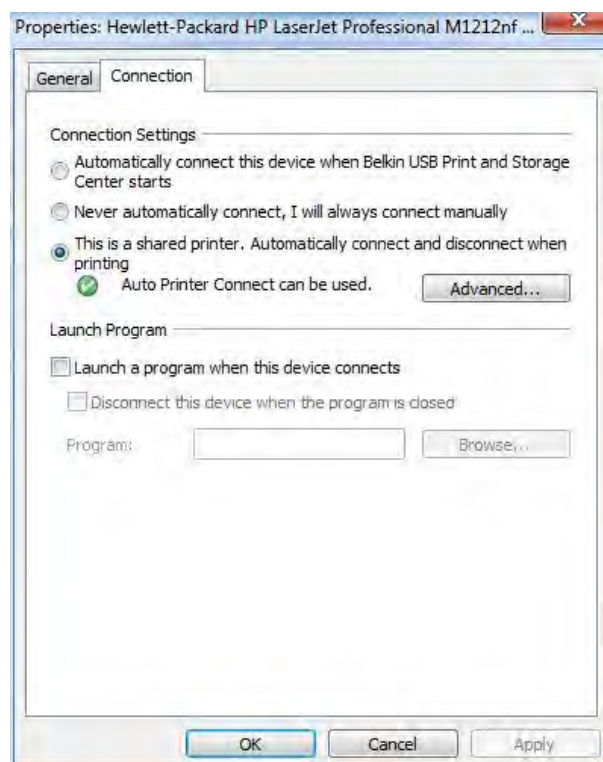 Properties: Hewlett-Packard HP LaserJet Professional M1212nf ...
General
Connection
Connection Settings
Automatically connect this device when Belkin USB Print and Storage
Center starts
Never automatically connect, I will always connect manually
This is a shared printer. Automatically connect and disconnect when
printing
Auto Printer Connect can be used.
Advanced...
Launch Program
Launch a program when this device connects
Disconnect this device when the program is closed
Program:
Browse...
OK
Cancel
Apply